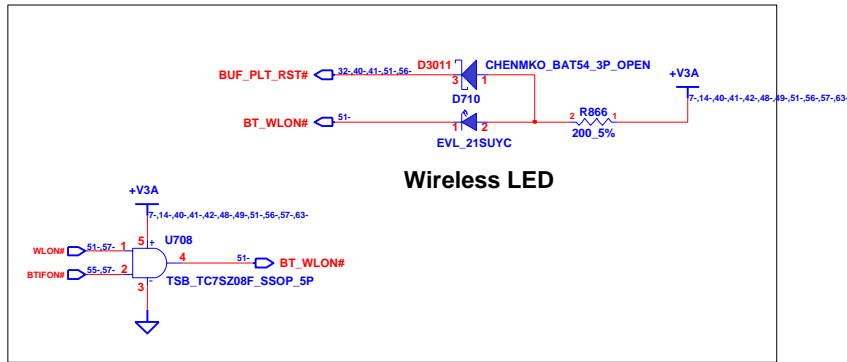 D3011 CHENMKO_BAT54_3P_OPEN
BUF_PLT_RST# 32-,40-,41-,51-,56- 3 1 +V3A
D710 7-,14-,40-,41-,42-,48-,49-,51-,56-,57-,63-
R866
BT_WLON# 51- 1 2 2 1
EVL_21SUYC 200_5%
Wireless LED
+V3A
7-,14-,40-,41-,42-,48-,49-,51-,56-,57-,63-
5 + U708
WLON# 51-,57- 1
4 51- BT_WLON#
BTIFON# 55-,57- 2
3 - TSB_TC7SZ08F_SSOP_5P